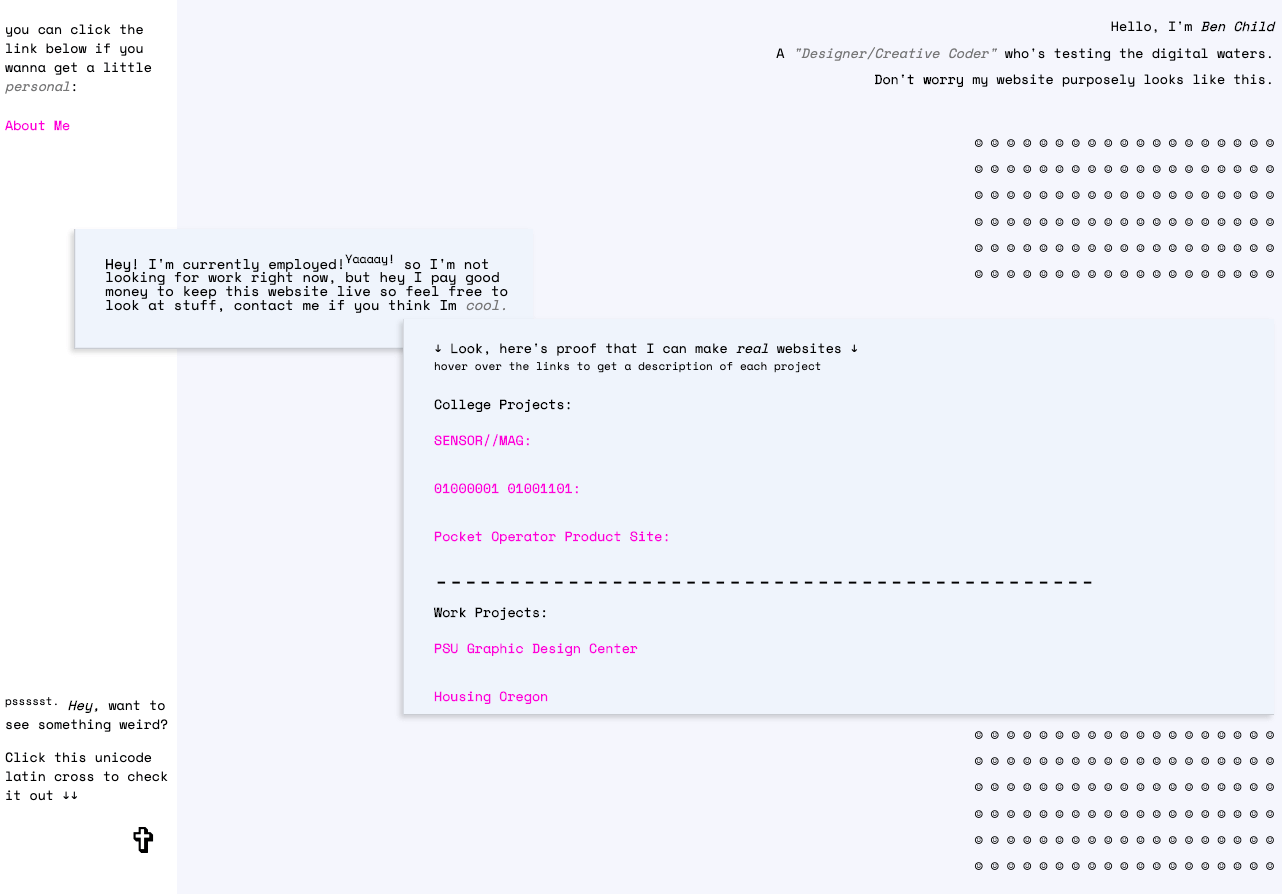 you can click the
link below if you
wanna get a little
personal:
About Me
Hello, I'm Ben Child
A "Designer/Creative Coder" who's testing the digital waters.
Don't worry my website purposely looks like this.
☺ ☺ ☺ ☺ ☺ ☺ ☺ ☺ ☺ ☺ ☺ ☺ ☺ ☺ ☺ ☺ ☺ ☺ ☺
☺ ☺ ☺ ☺ ☺ ☺ ☺ ☺ ☺ ☺ ☺ ☺ ☺ ☺ ☺ ☺ ☺ ☺ ☺
☺ ☺ ☺ ☺ ☺ ☺ ☺ ☺ ☺ ☺ ☺ ☺ ☺ ☺ ☺ ☺ ☺ ☺ ☺
☺ ☺ ☺ ☺ ☺ ☺ ☺ ☺ ☺ ☺ ☺ ☺ ☺ ☺ ☺ ☺ ☺ ☺ ☺
☺ ☺ ☺ ☺ ☺ ☺ ☺ ☺ ☺ ☺ ☺ ☺ ☺ ☺ ☺ ☺ ☺ ☺ ☺
☺ ☺ ☺ ☺ ☺ ☺ ☺ ☺ ☺ ☺ ☺ ☺ ☺ ☺ ☺ ☺ ☺ ☺ ☺
Hey! I'm currently employed!Yaaaay! so I'm not
looking for work right now, but hey I pay good
money to keep this website live so feel free to
look at stuff, contact me if you think Im cool.
↓ Look, here's proof that I can make real websites ↓
hover over the links to get a description of each project
College Projects:
SENSOR//MAG:
01000001 01001101:
Pocket Operator Product Site:
Work Projects:
PSU Graphic Design Center
Housing Oregon
pssssst. Hey, want to
see something weird?
Click this unicode
latin cross to check
it out ↓↓
✞
☺ ☺ ☺ ☺ ☺ ☺ ☺ ☺ ☺ ☺ ☺ ☺ ☺ ☺ ☺ ☺ ☺ ☺ ☺
☺ ☺ ☺ ☺ ☺ ☺ ☺ ☺ ☺ ☺ ☺ ☺ ☺ ☺ ☺ ☺ ☺ ☺ ☺
☺ ☺ ☺ ☺ ☺ ☺ ☺ ☺ ☺ ☺ ☺ ☺ ☺ ☺ ☺ ☺ ☺ ☺ ☺
☺ ☺ ☺ ☺ ☺ ☺ ☺ ☺ ☺ ☺ ☺ ☺ ☺ ☺ ☺ ☺ ☺ ☺ ☺
☺ ☺ ☺ ☺ ☺ ☺ ☺ ☺ ☺ ☺ ☺ ☺ ☺ ☺ ☺ ☺ ☺ ☺ ☺
☺ ☺ ☺ ☺ ☺ ☺ ☺ ☺ ☺ ☺ ☺ ☺ ☺ ☺ ☺ ☺ ☺ ☺ ☺